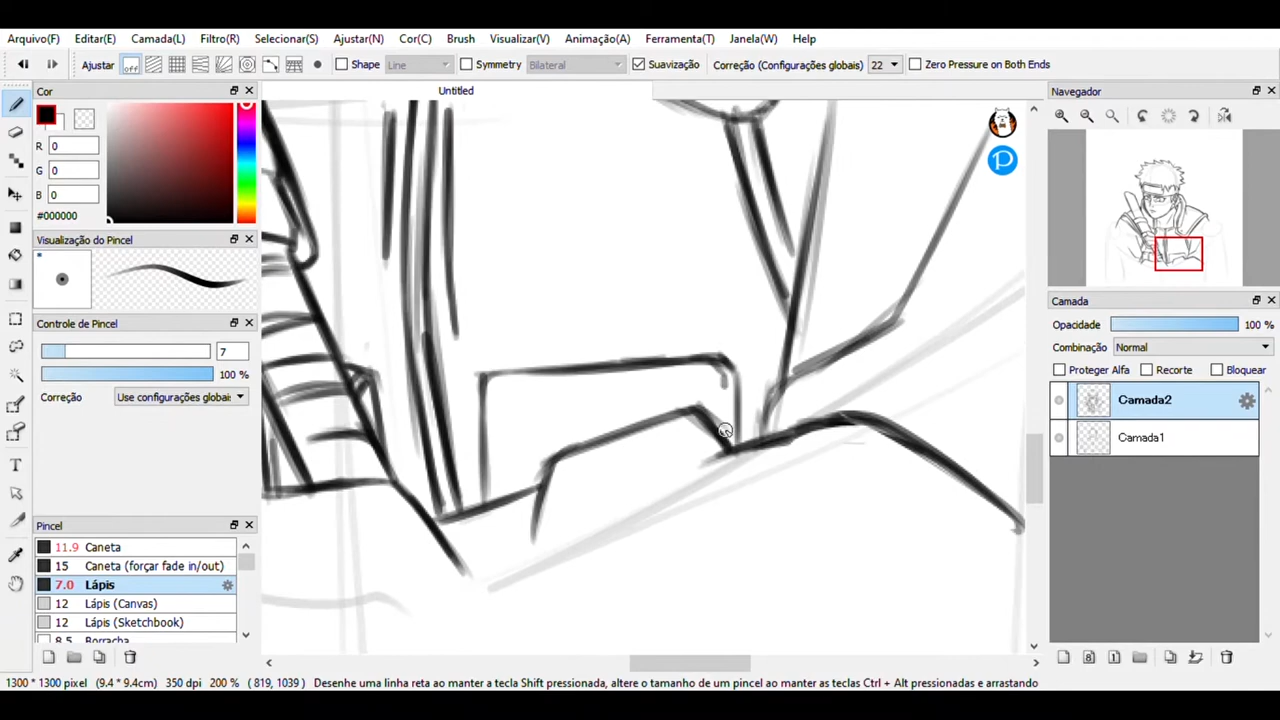 Arquivo(F) Editar(E) Camada(L) Filtro(R) Selecionar(S) Ajustar(N) Cor(C) Brush Visualizar(V) Animação(A) Ferramenta(T) Janela(W) Help
Ajustar off Shape Line Symmetry Bilateral Suavização Correção (Configurações globais) 22 Zero Pressure on Both Ends
Cor
Untitled
Navegador
R 0
G 0
B 0
#000000
Visualização do Pincel
Controle de Pincel
7
100 %
Correção Use configurações globai
Camada
Opacidade 100 %
Combinação Normal
Proteger Alfa Recorte Bloquear
Camada2
Camada1
Pincel
11.9 Caneta
15 Caneta (forçar fade in/out)
7.0 Lápis
12 Lápis (Canvas)
12 Lápis (Sketchbook)
8.5 Borracha
1300 * 1300 pixel (9.4 * 9.4cm) 350 dpi 200 % ( 819, 1039) Desenhe uma linha reta ao manter a tecla Shift pressionada, altere o tamanho de um pincel ao manter as teclas Ctrl + Alt pressionadas e arrastando